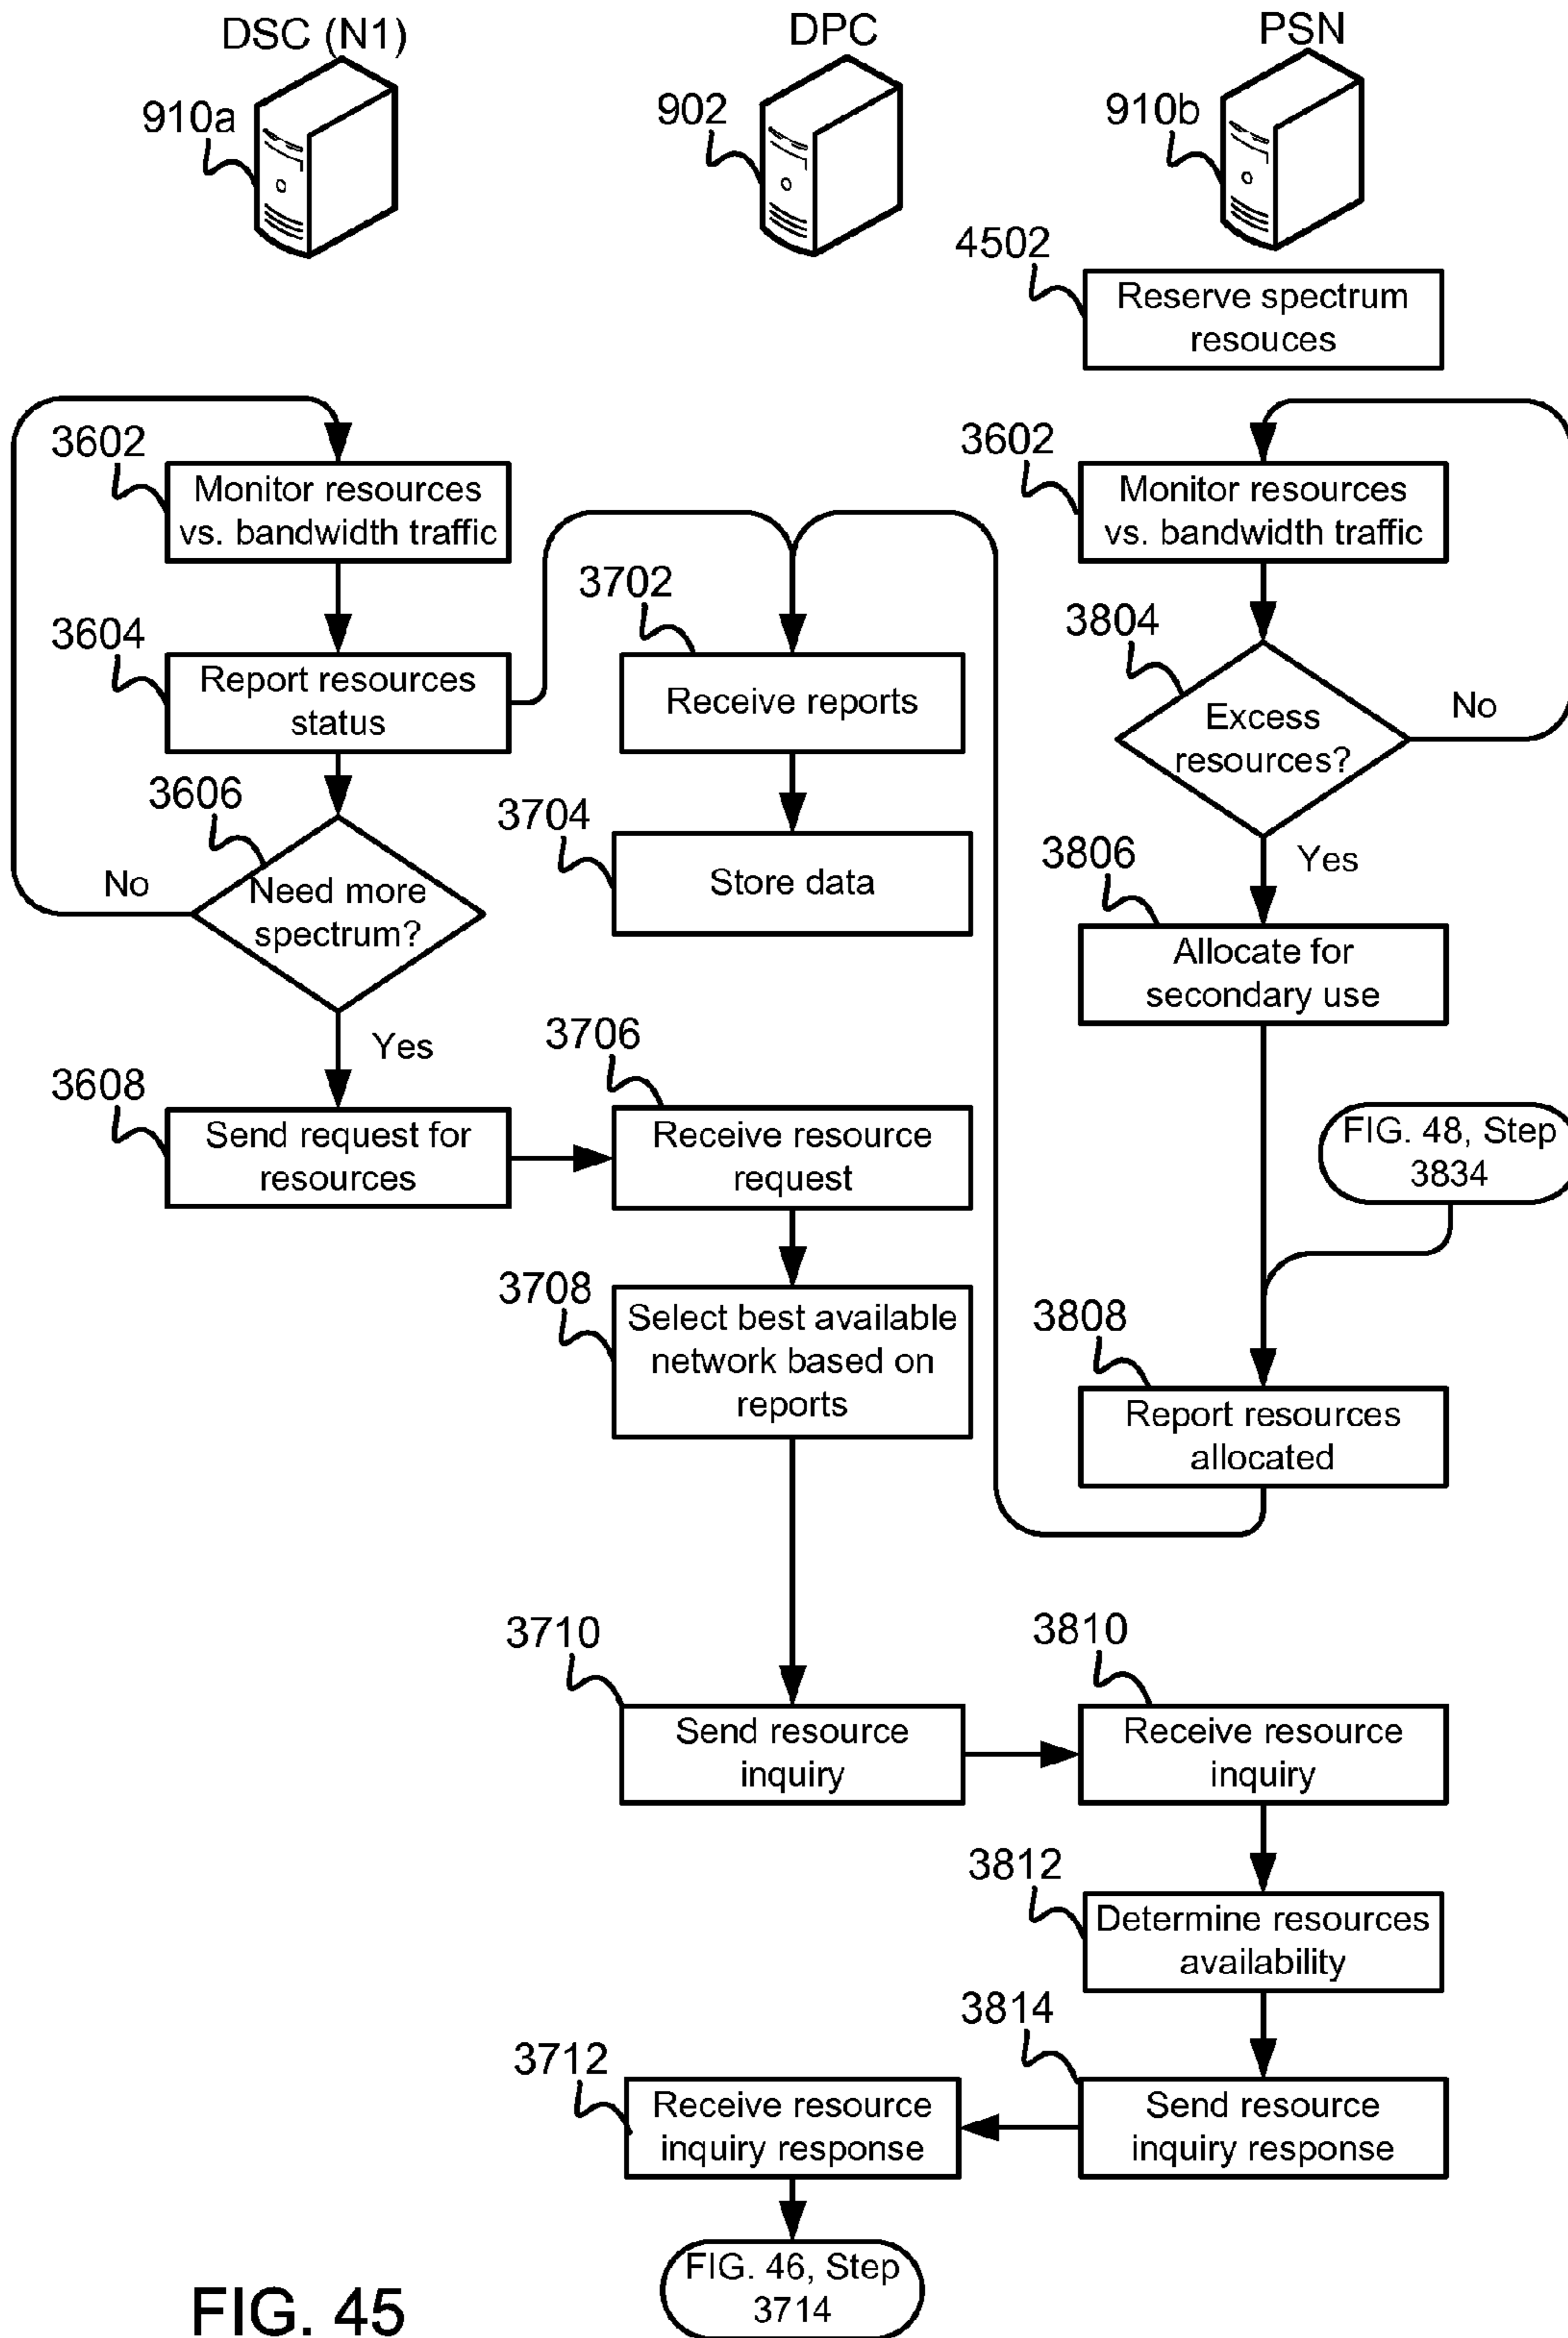 DSC (N1)
DPC
PSN
910a
902
910b
4502
Reserve spectrum
resouces
3602
Monitor resources
vs. bandwidth traffic
3602
Monitor resources
vs. bandwidth traffic
3702
3604
Report resources
status
Receive reports
3804
Excess
resources?
No
3606
Need more
spectrum?
No
Yes
3704
Store data
Yes
3806
Allocate for
secondary use
3608
Send request for
resources
3706
Receive resource
request
FIG. 48, Step
3834
3708
Select best available
network based on
reports
3808
Report resources
allocated
3710
Send resource
inquiry
3810
Receive resource
inquiry
3812
Determine resources
availability
3814
Send resource
inquiry response
3712
Receive resource
inquiry response
FIG. 46, Step
3714
FIG. 45